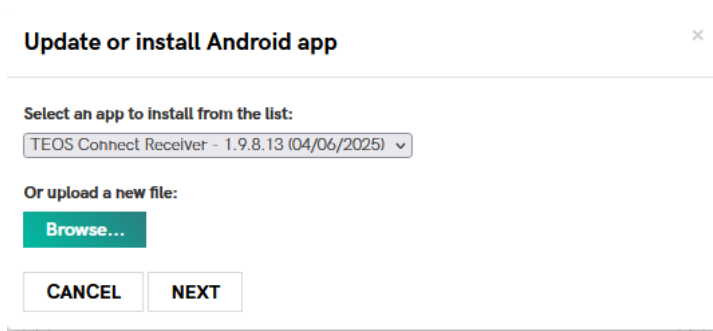 Update or install Android app
×
Select an app to install from the list:
TEOS Connect Receiver - 1.9.8.13 (04/06/2025)
Or upload a new file:
Browse...
CANCEL NEXT